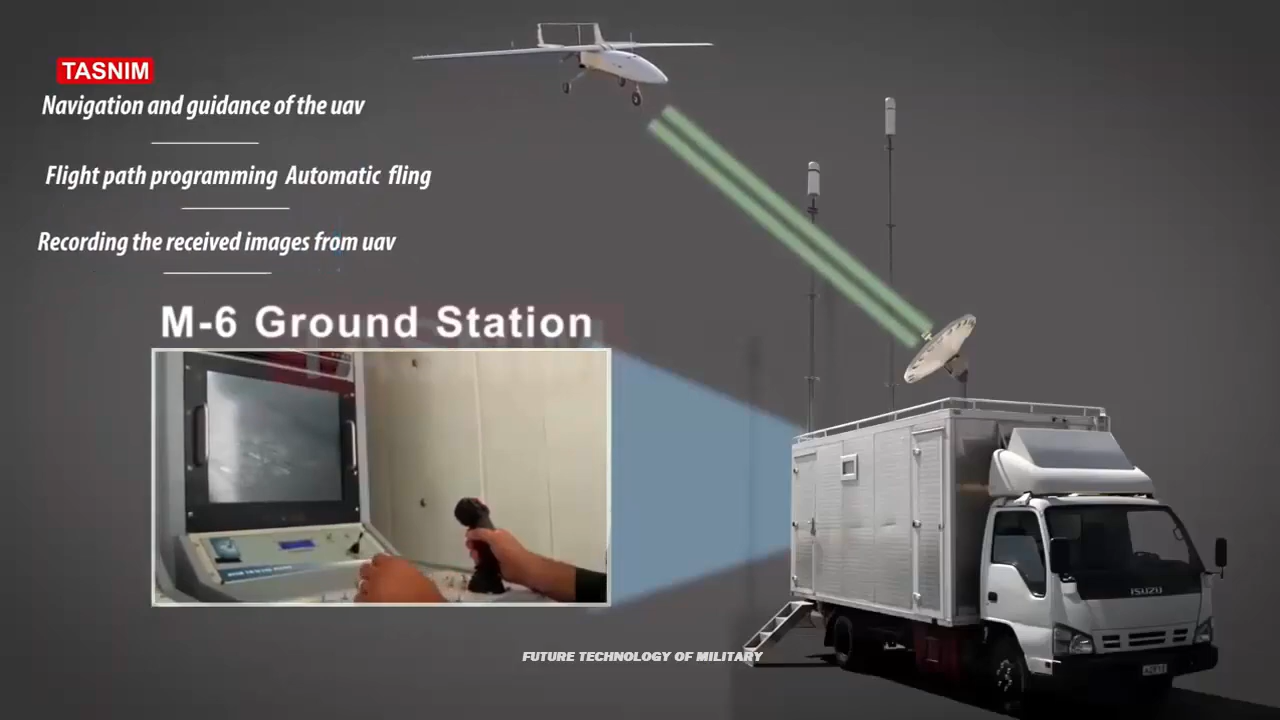 TASNIM
Navigation and guidance of the uav
Flight path programming Automatic fling
Recording the received images from uav
M-6 Ground Station
ISUZU
FUTURE TECHNOLOGY OF MILITARY